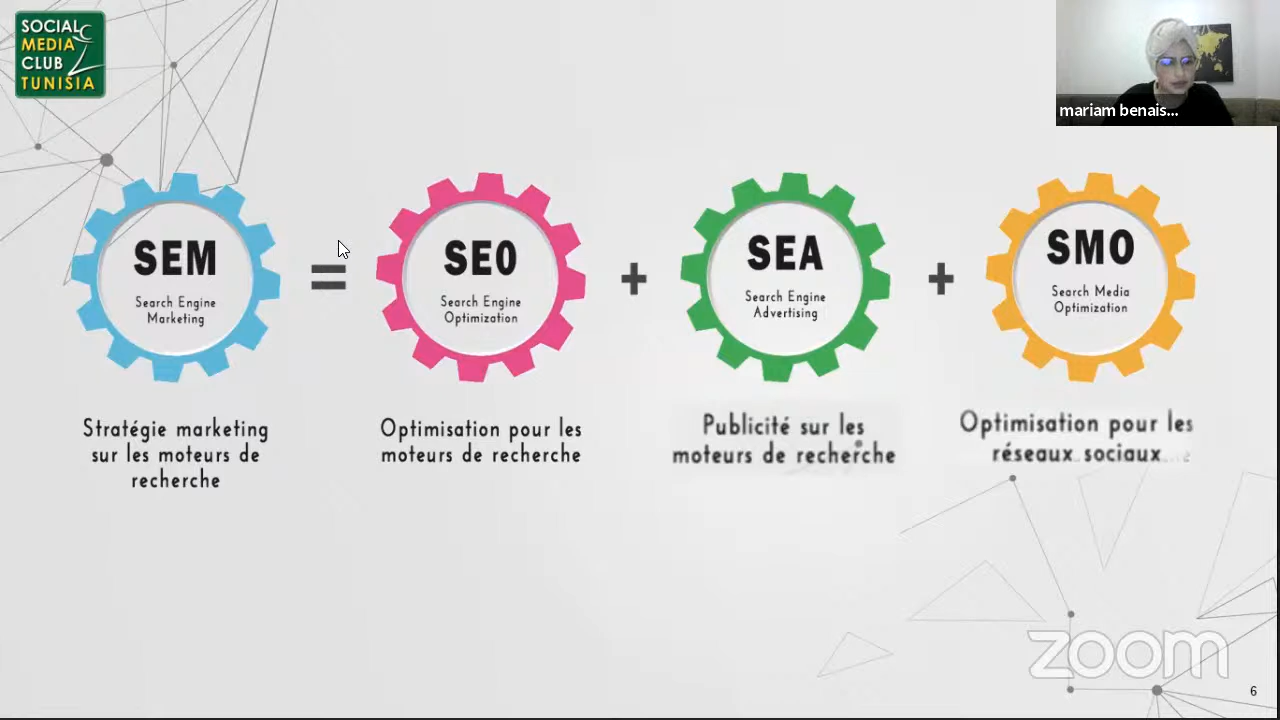 SOCIAL
MEDIA
CLUB
TUNISIA
mariam benais...
SEM
Search Engine
Marketing
=
SEO
Search Engine
Optimization
+
SEA
Search Engine
Advertising
+
SMO
Search Media
Optimization
Stratégie marketing
sur les moteurs de
recherche
Optimisation pour les
moteurs de recherche
Publicité sur les
moteurs de recherche
Optimisation pour les
réseaux sociaux
zoom
6